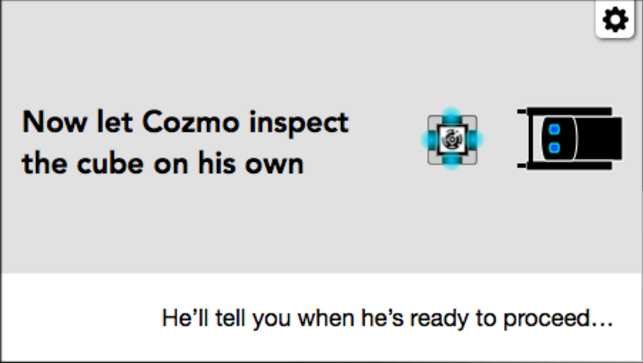 Now let Cozmo inspect
the cube on his own
He'll tell you when he's ready to proceed...